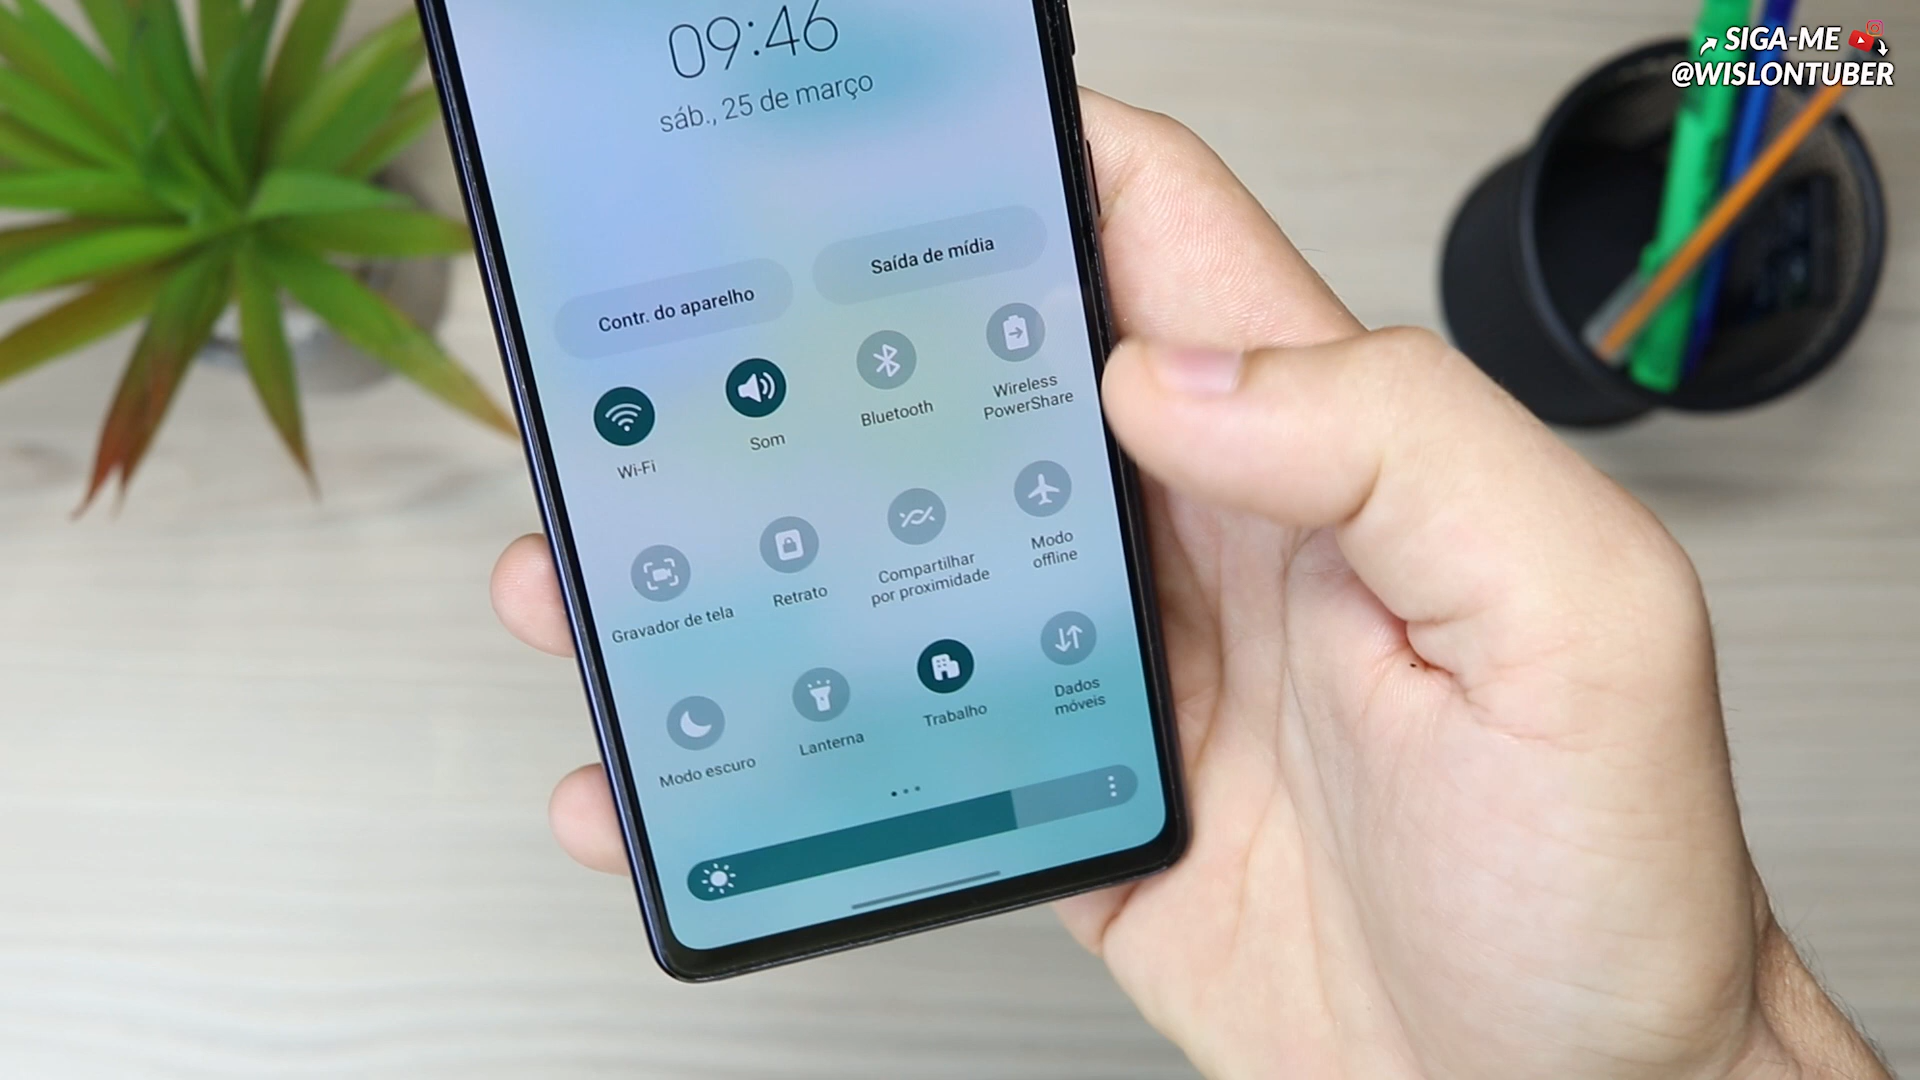 SIGA-ME
@WISLONTUBER
09:46
sáb., 25 de março
Contr. do aparelho
Saída de mídia
Wi-Fi
Som
Bluetooth
Wireless
PowerShare
Gravador de tela
Retrato
Compartilhar
por proximidade
Modo
offline
Modo escuro
Lanterna
Trabalho
Dados
móveis